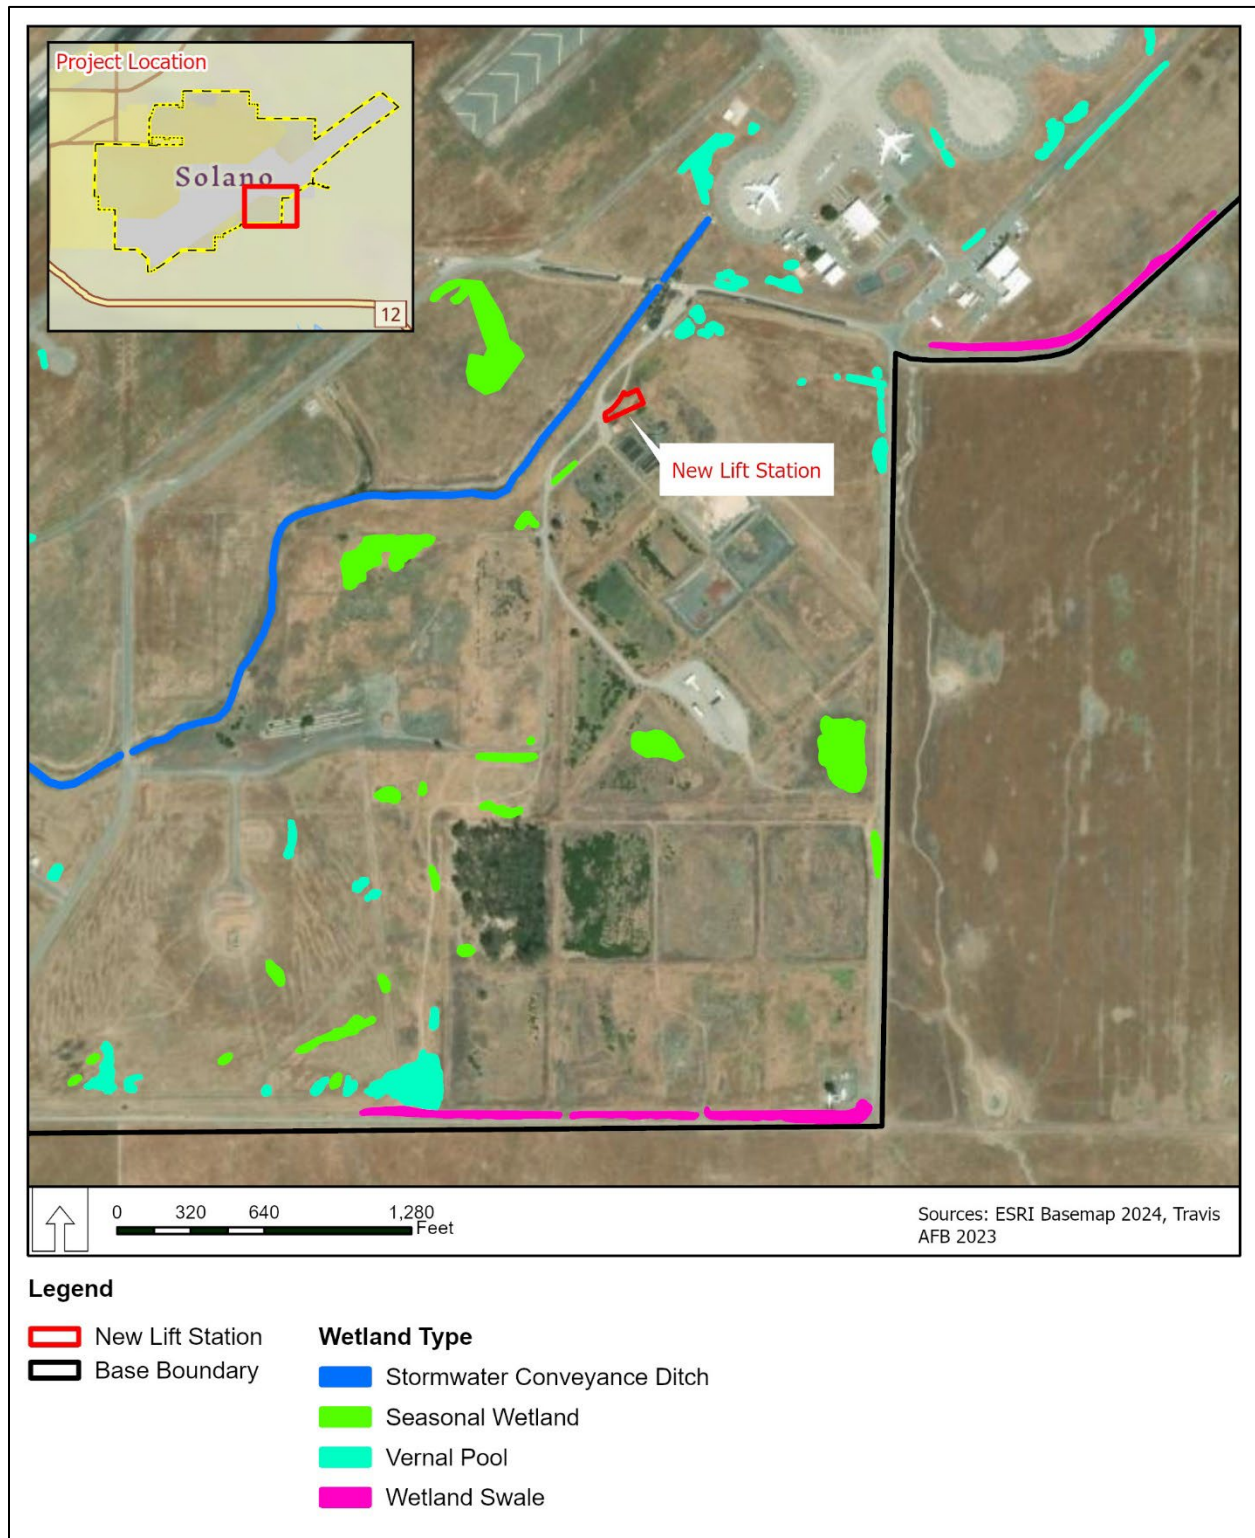 Project Location
Solano
12
New Lift Station
0 320 640 1,280
Feet
Sources: ESRI Basemap 2024, Travis
AFB 2023
Legend
New Lift Station
Base Boundary
Wetland Type
Stormwater Conveyance Ditch
Seasonal Wetland
Vernal Pool
Wetland Swale